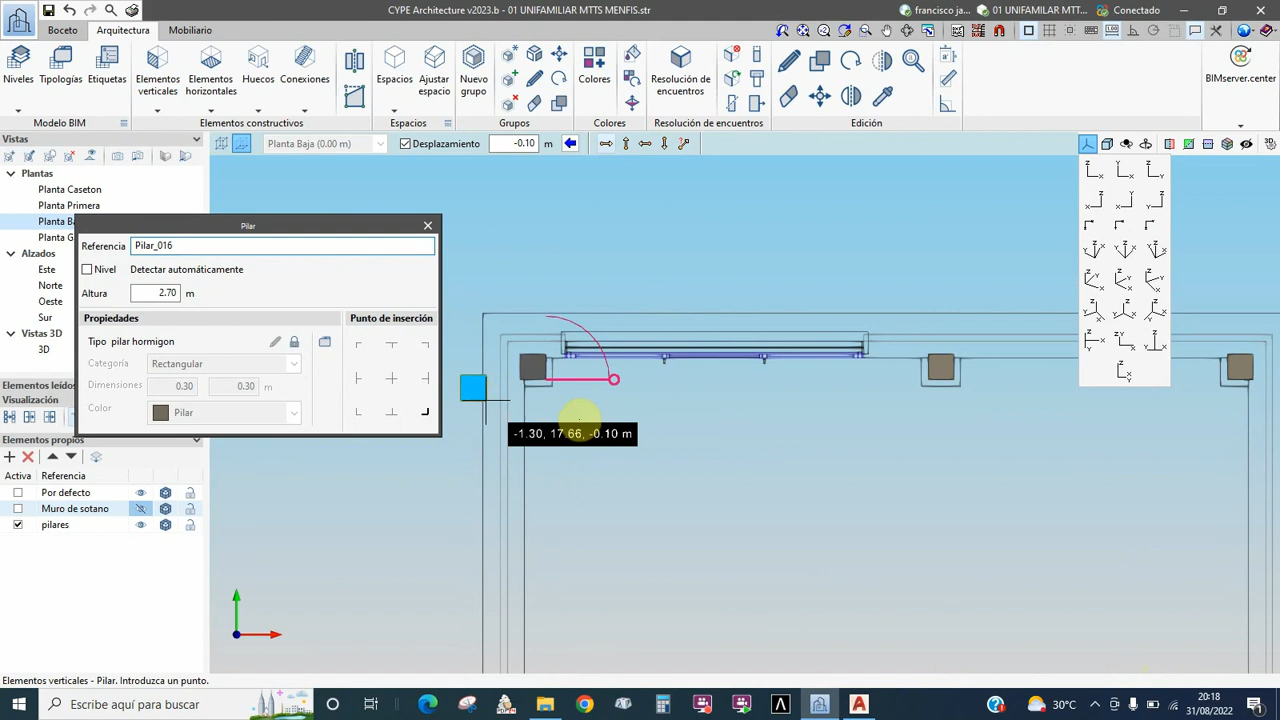 CYPE Architecture v2023.b - 01 UNIFAMILIAR MTTS MENFIS.str
francisco ja...
01 UNIFAMILAR MTT...
Conectado
Boceto
Arquitectura
Mobiliario
Niveles
Tipologías
Etiquetas
Elementos verticales
Elementos horizontales
Huecos
Conexiones
Espacios
Ajustar espacio
Nuevo grupo
Colores
Resolución de encuentros
BIMserver.center
Modelo BIM
Elementos constructivos
Espacios
Grupos
Colores
Resolución de encuentros
Edición
Vistas
Planta Baja (0.00 m)
Desplazamiento
-0.10 m
Plantas
Planta Caseton
Planta Primera
Planta Ba
Planta G
Alzados
Este
Norte
Oeste
Sur
Vistas 3D
3D
Elementos leídos
Visualización
Elementos propios
Activa Referencia
Por defecto
Muro de sotano
pilares
Pilar
Referencia Pilar_016
Nivel Detectar automáticamente
Altura 2.70 m
Propiedades
Punto de inserción
Tipo pilar hormigon
Categoría Rectangular
Dimensiones 0.30 0.30 m
Color Pilar
-1.30, 17.66, -0.10 m
Elementos verticales - Pilar. Introduzca un punto.
Escribe aquí para buscar
30°C
20:18
31/08/2022